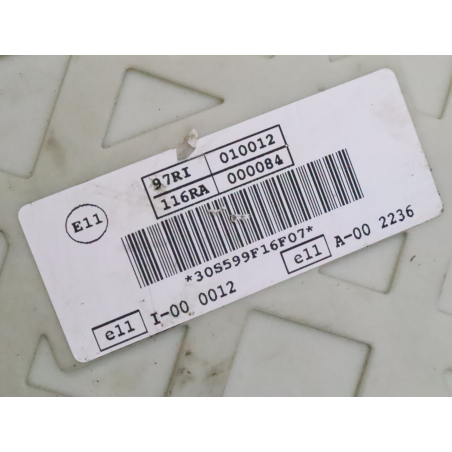 97RI 010012
116RA 000084
E11
*30S599F16F07*
e11 A-00 2236
e11 I-00 0012